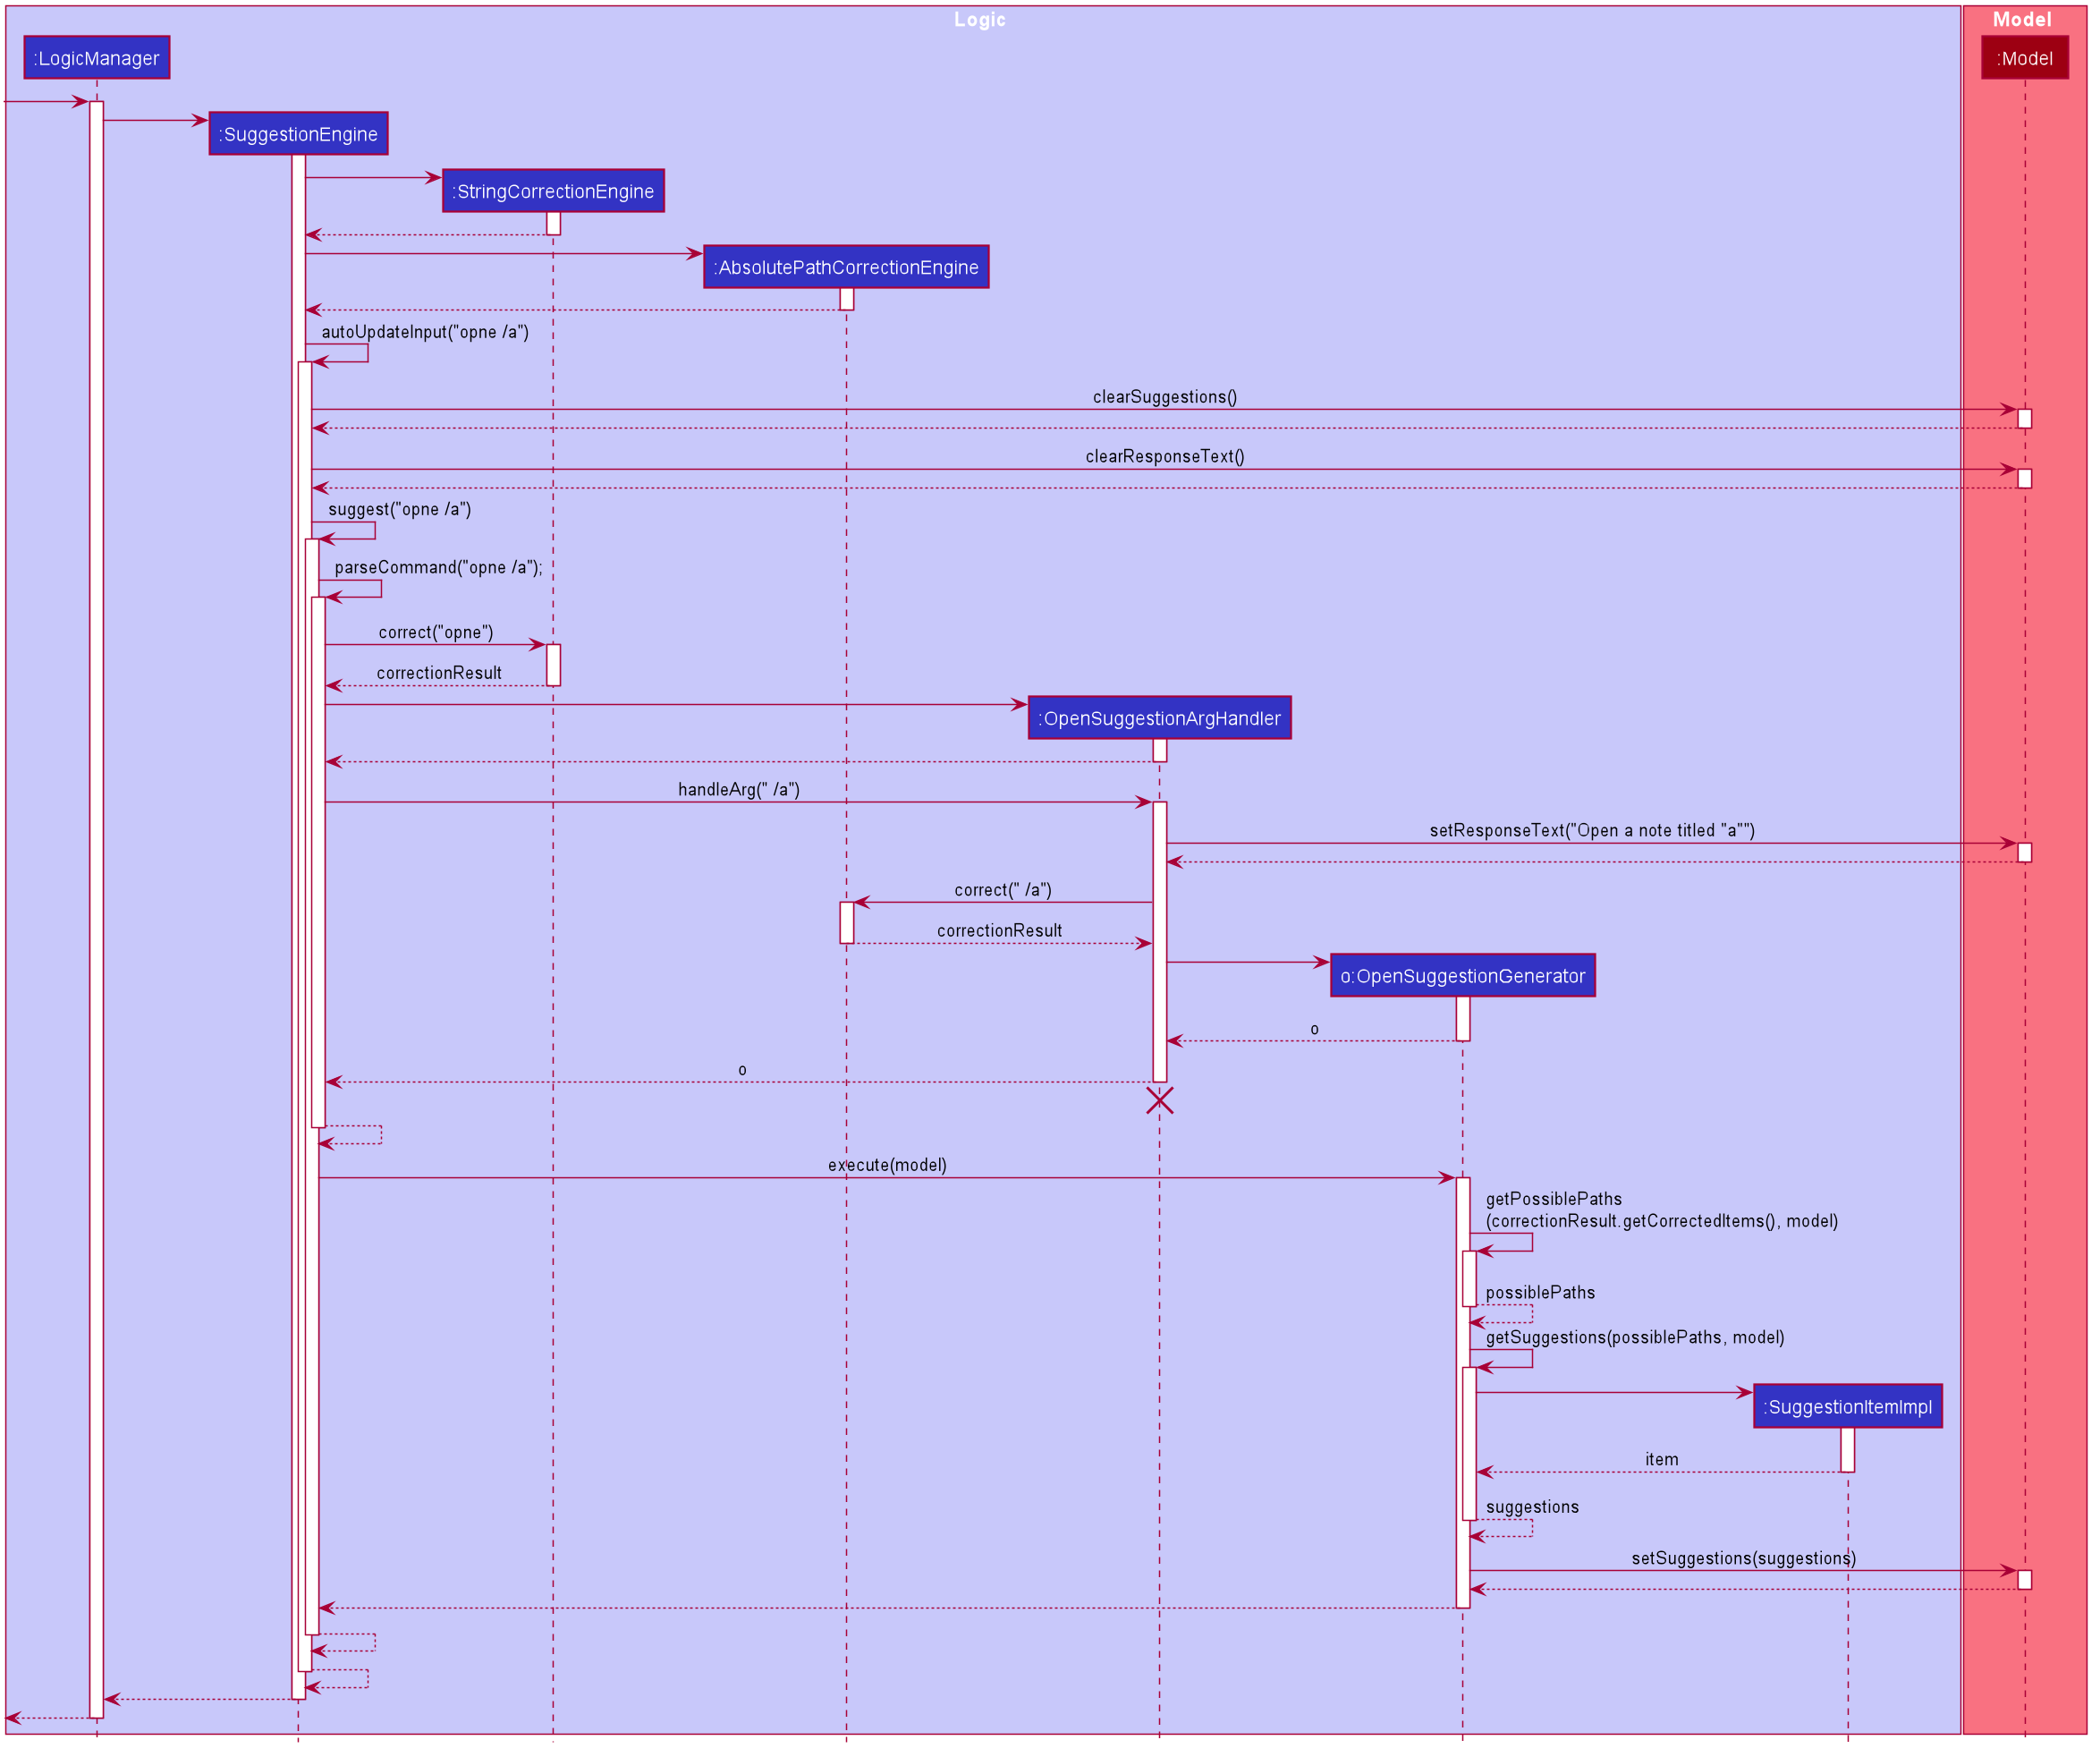 Logic
Model
:LogicManager
:Model
:SuggestionEngine
:StringCorrectionEngine
:AbsolutePathCorrectionEngine
autoUpdateInput("opne /a")
clearSuggestions()
clearResponseText()
suggest("opne /a")
parseCommand("opne /a");
correct("opne")
correctionResult
:OpenSuggestionArgHandler
handleArg(" /a")
setResponseText("Open a note titled "a"")
correct(" /a")
correctionResult
o:OpenSuggestionGenerator
o
o
execute(model)
getPossiblePaths
(correctionResult.getCorrectedItems(), model)
possiblePaths
getSuggestions(possiblePaths, model)
:SuggestionItemImpl
item
suggestions
setSuggestions(suggestions)